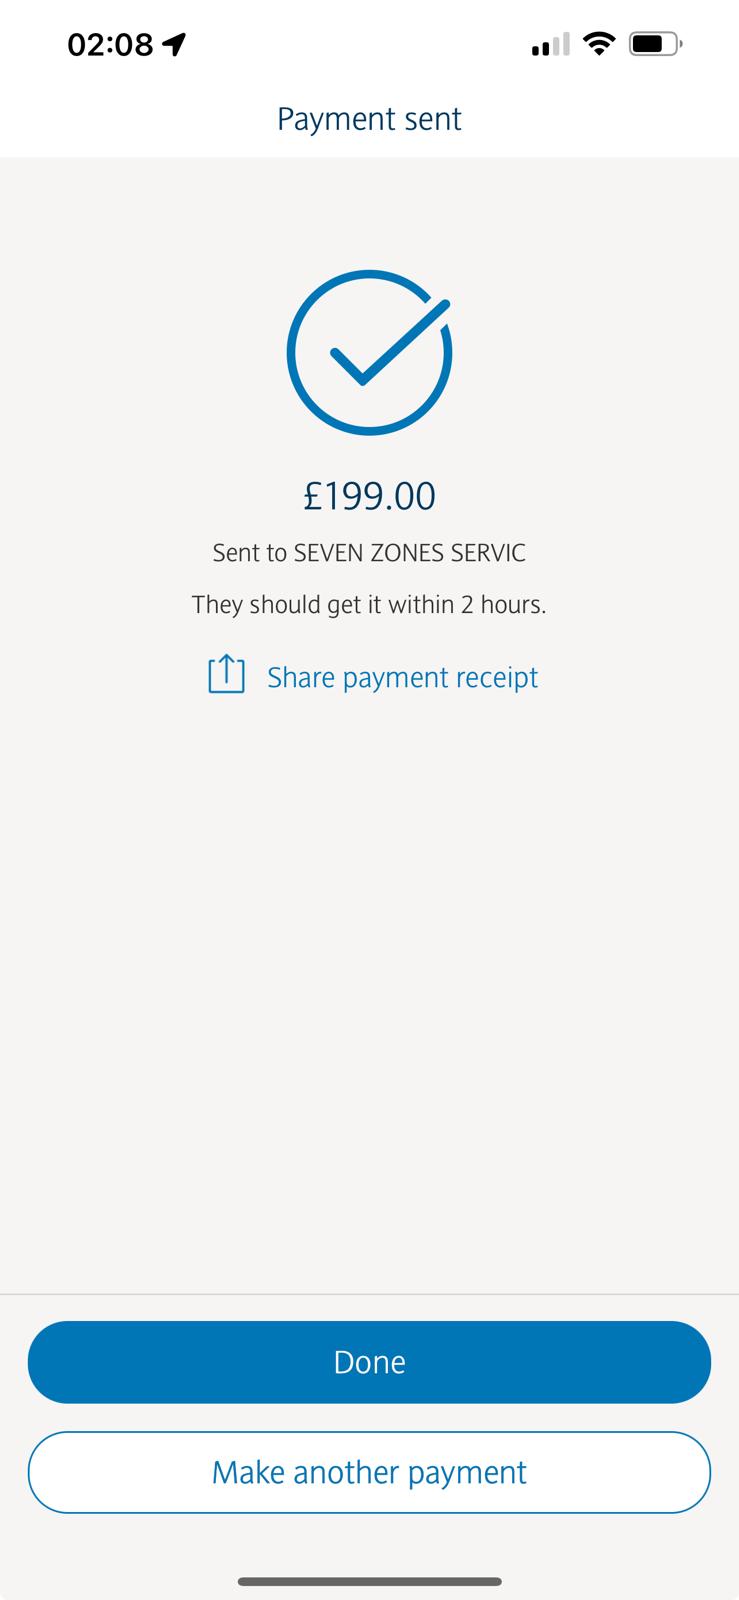 02:08
Payment sent
£199.00
Sent to SEVEN ZONES SERVIC
They should get it within 2 hours.
Share payment receipt
Done
Make another payment